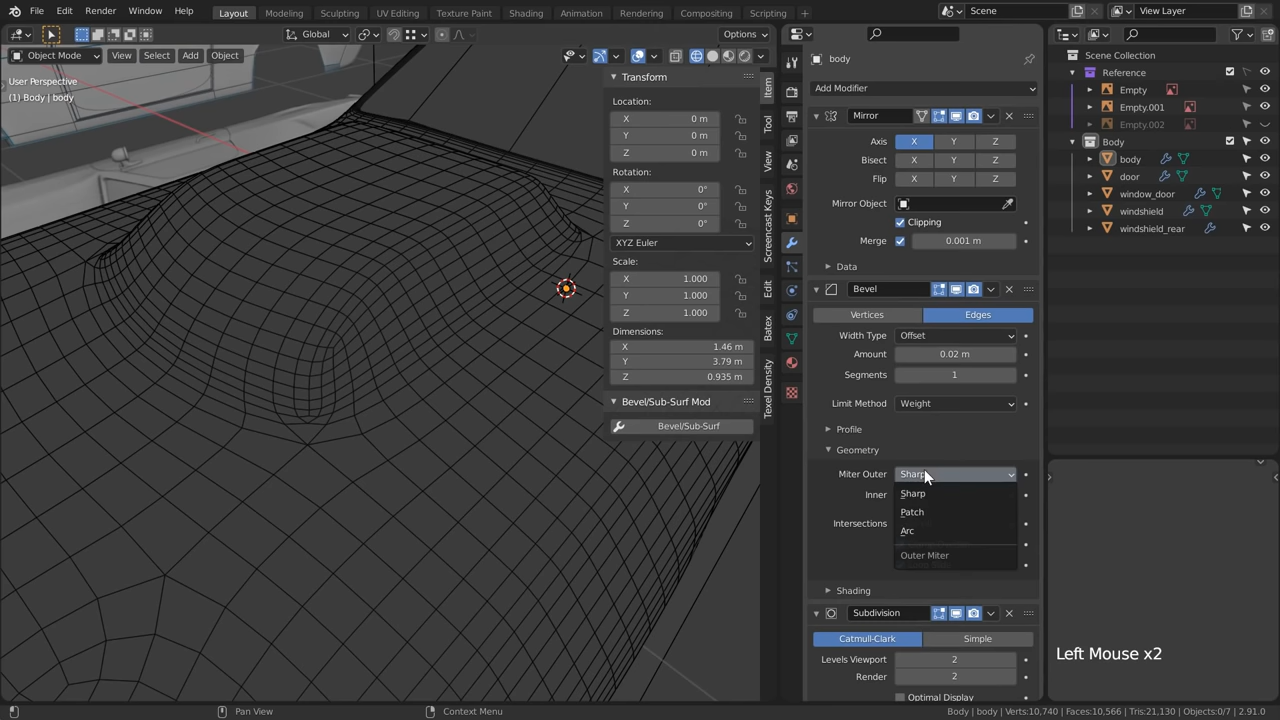 File Edit Render Window Help Layout Modeling Sculpting UV Editing Texture Paint Shading Animation Rendering Compositing Scripting + Scene View Layer
Global Options
Object Mode View Select Add Object
User Perspective
(1) Body | body
Transform
Location:
X 0 m
Y 0 m
Z 0 m
Rotation:
X 0°
Y 0°
Z 0°
XYZ Euler
Scale:
X 1.000
Y 1.000
Z 1.000
Dimensions:
X 1.46 m
Y 3.79 m
Z 0.935 m
Bevel/Sub-Surf Mod
Bevel/Sub-Surf
Item
Tool
View
Screencast Keys
Edit
Batex
Texel Density
body
Add Modifier
Mirror
Axis X Y Z
Bisect X Y Z
Flip X Y Z
Mirror Object
Clipping
Merge 0.001 m
Data
Bevel
Vertices Edges
Width Type Offset
Amount 0.02 m
Segments 1
Limit Method Weight
Profile
Geometry
Miter Outer Sharp
Inner
Intersections
Sharp
Patch
Arc
Outer Miter
Shading
Subdivision
Catmull-Clark Simple
Levels Viewport 2
Render 2
Optimal Display
Scene Collection
Reference
Empty
Empty.001
Empty.002
Body
body
door
window_door
windshield
windshield_rear
Left Mouse x2
Pan View Context Menu Body | body | Verts:10,740 | Faces:10,566 | Tris:21,130 | Objects:0/7 | 2.91.0